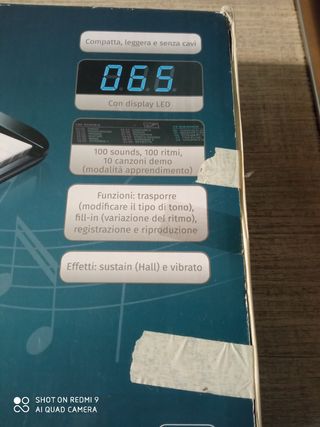 Compatta, leggera e senza cavi
065
Con display LED
100 sounds, 100 ritmi,
10 canzoni demo
(modalità apprendimento)
Funzioni: trasporre
(modificare il tipo di tono),
fill-in (variazione del ritmo),
registrazione e riproduzione
Effetti: sustain (Hall) e vibrato
SHOT ON REDMI 9
AI QUAD CAMERA